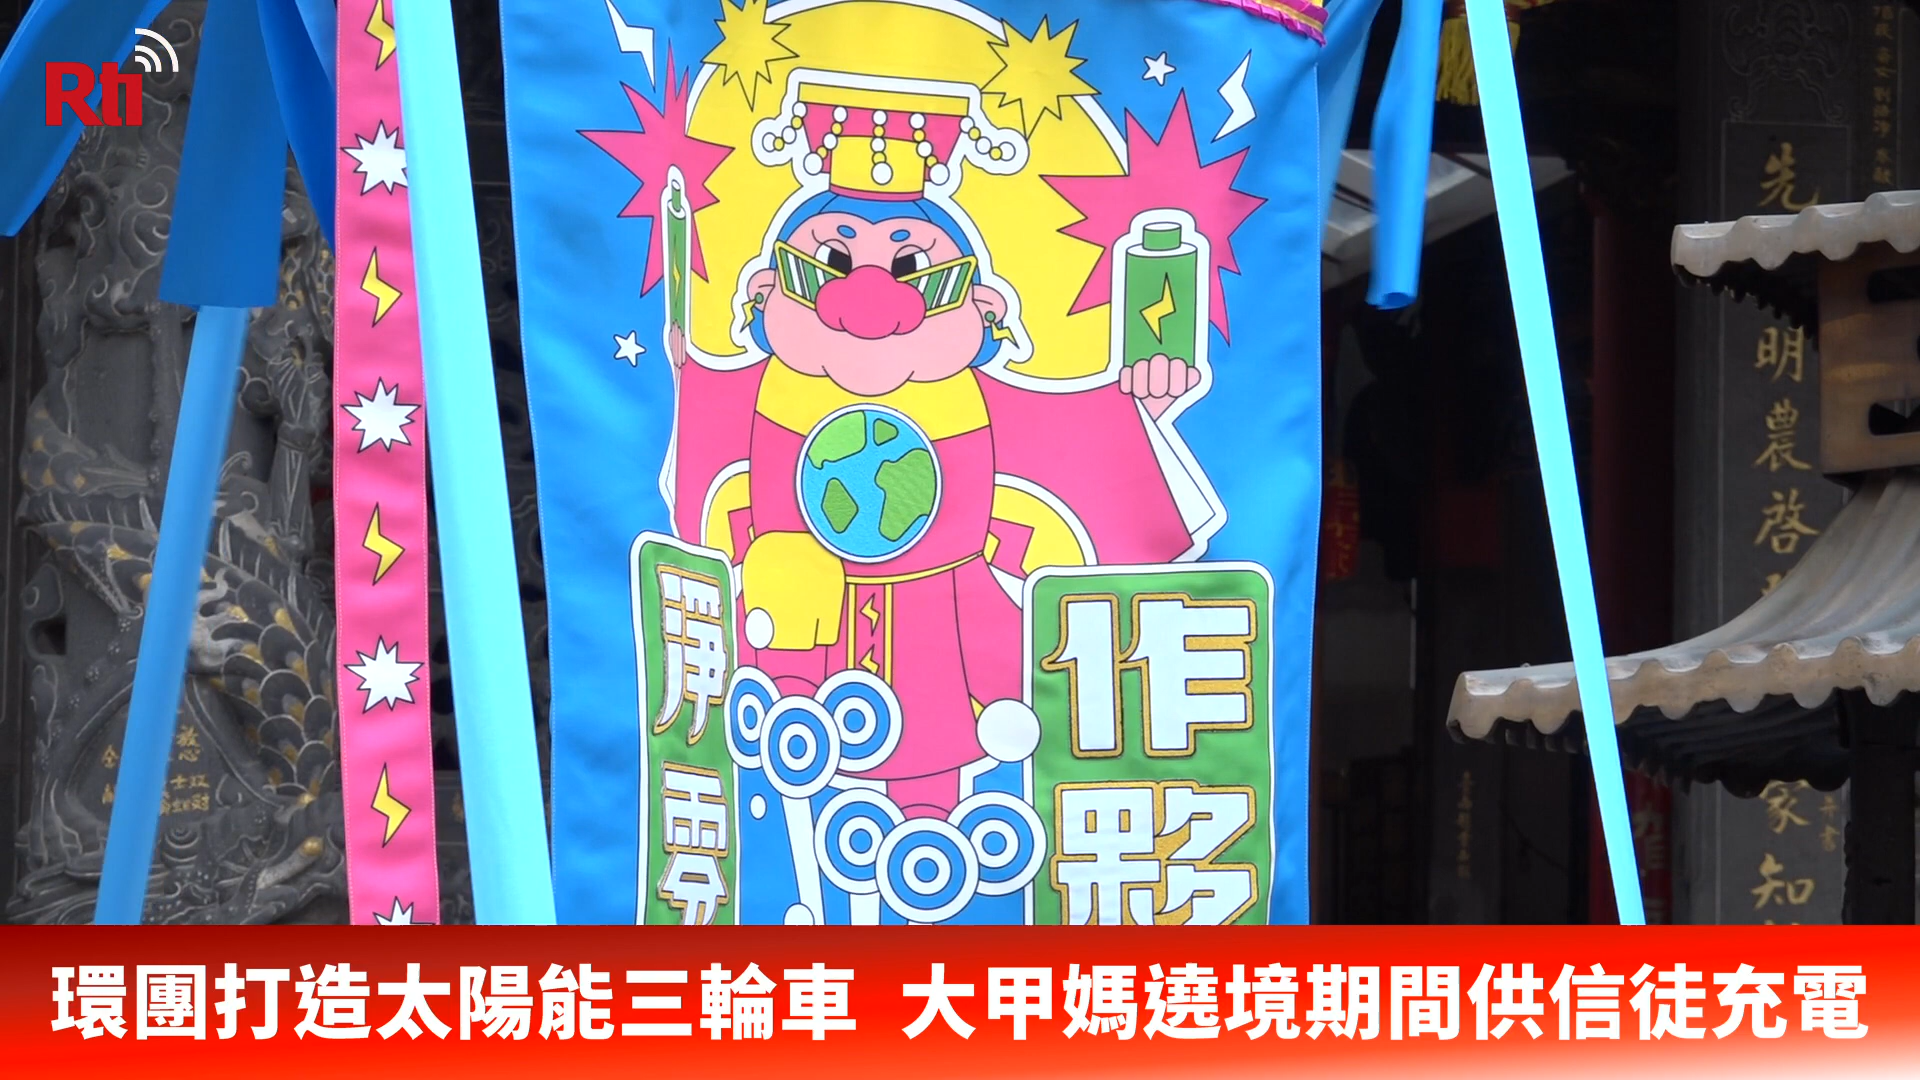 Rti
淨零
作夥
先
明農啓
家知
環團打造太陽能三輪車 大甲媽遶境期間供信徒充電